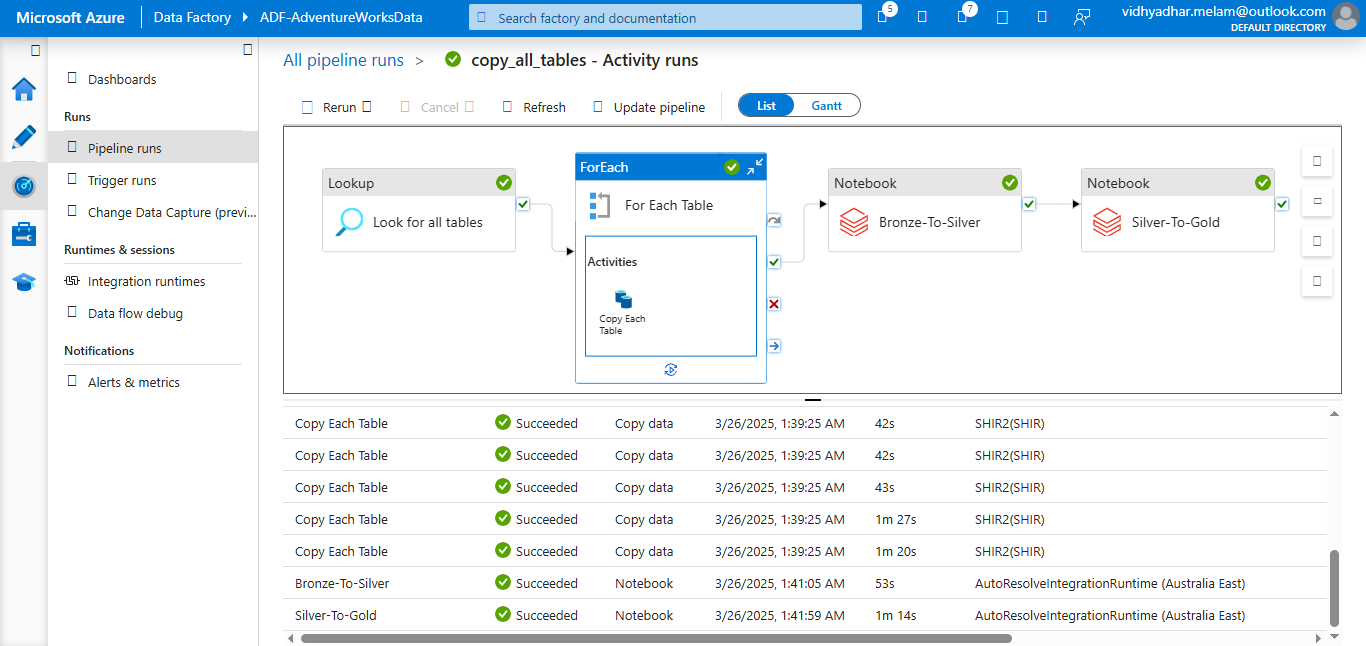 Microsoft Azure
Data Factory
ADF-AdventureWorksData
Search factory and documentation
5
7
vidhyadhar.melam@outlook.com
DEFAULT DIRECTORY
Dashboards
Runs
Pipeline runs
Trigger runs
Change Data Capture (previ...
Runtimes & sessions
Integration runtimes
Data flow debug
Notifications
Alerts & metrics
All pipeline runs > copy_all_tables - Activity runs
Rerun
Cancel
Refresh
Update pipeline
List
Gantt
Lookup
Look for all tables
ForEach
For Each Table
Activities
Copy Each
Table
Notebook
Bronze-To-Silver
Notebook
Silver-To-Gold
Copy Each Table Succeeded Copy data 3/26/2025, 1:39:25 AM 42s SHIR2(SHIR)
Copy Each Table Succeeded Copy data 3/26/2025, 1:39:25 AM 42s SHIR2(SHIR)
Copy Each Table Succeeded Copy data 3/26/2025, 1:39:25 AM 43s SHIR2(SHIR)
Copy Each Table Succeeded Copy data 3/26/2025, 1:39:25 AM 1m 27s SHIR2(SHIR)
Copy Each Table Succeeded Copy data 3/26/2025, 1:39:25 AM 1m 20s SHIR2(SHIR)
Bronze-To-Silver Succeeded Notebook 3/26/2025, 1:41:05 AM 53s AutoResolveIntegrationRuntime (Australia East)
Silver-To-Gold Succeeded Notebook 3/26/2025, 1:41:59 AM 1m 14s AutoResolveIntegrationRuntime (Australia East)